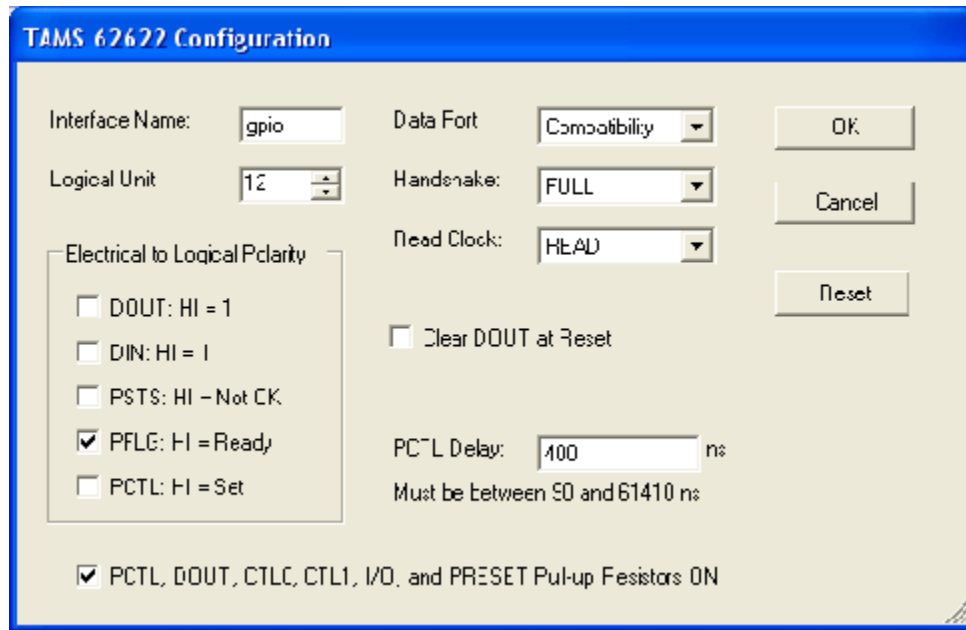 TAMS 62622 Configuration
Interface Name:
gpio
Logical Unit
12
Electrical to Logical Polarity
DOUT: HI = 1
DIN: HI = 1
PSTS: HI = Not OK
PFLG: HI = Ready
PCTL: HI = Set
Data Port
Compatibility
Handshake:
FULL
Read Clock:
READ
Clear DOUT at Reset
PCTL Delay:
400
ns
Must be between 90 and 61410 ns
OK
Cancel
Reset
PCTL, DOUT, CTL0, CTL1, I/O, and PRESET Pull-up Resistors ON